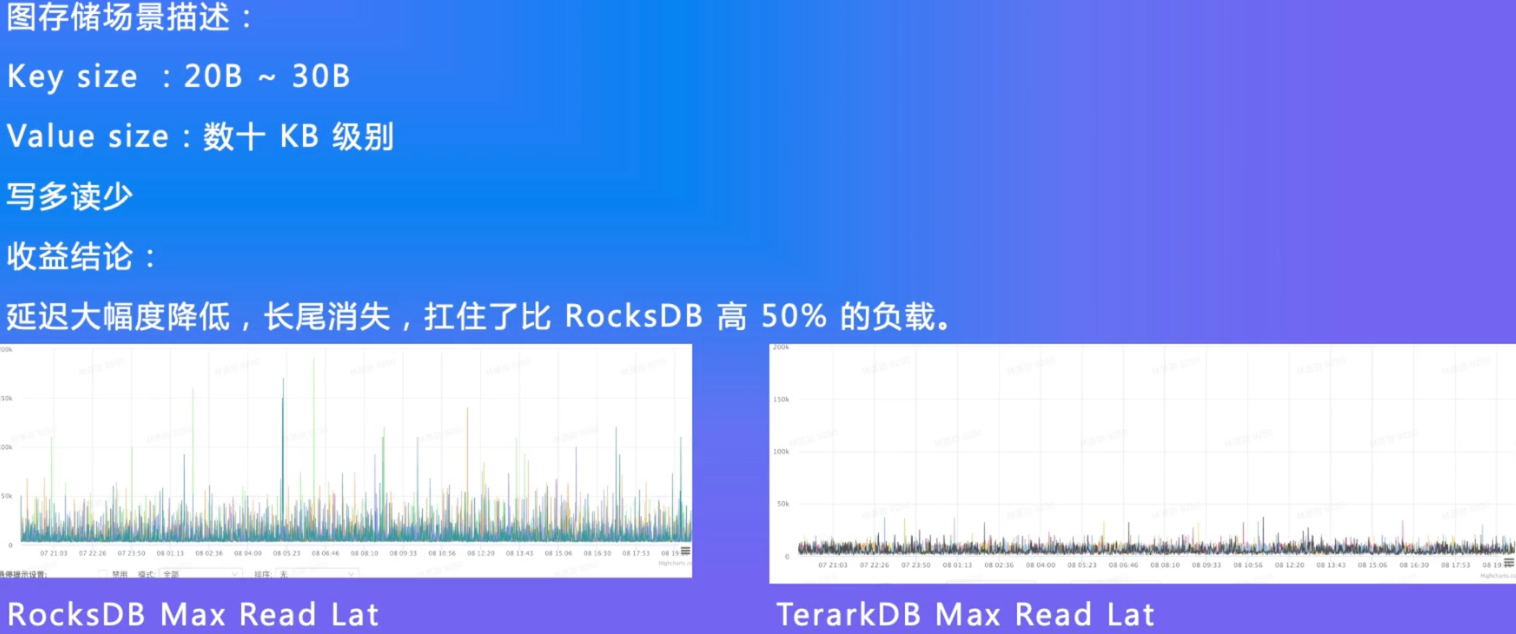 图存储场景描述：
Key size ：20B ~ 30B
Value size：数十 KB 级别
写多读少
收益结论：
延迟大幅度降低，长尾消失，扛住了比 RocksDB 高 50% 的负载。
200k
150k
100k
50k
0
07 21:03 07 22:26 07 23:50 08 01:13 08 02:36 08 04:00 08 05:23 08 06:46 08 08:10 08 09:33 08 10:56 08 12:20 08 13:43 08 15:06 08 16:30 08 17:53 08 19
Highcharts.c
悬停提示设置: 禁用 模式: 全部 排序: 无
RocksDB Max Read Lat
200k
150k
100k
50k
0
07 21:03 07 22:26 07 23:50 08 01:13 08 02:36 08 04:00 08 05:23 08 06:46 08 08:10 08 09:33 08 10:56 08 12:20 08 13:43 08 15:06 08 16:30 08 17:53 08 19
Highcharts.co
TerarkDB Max Read Lat